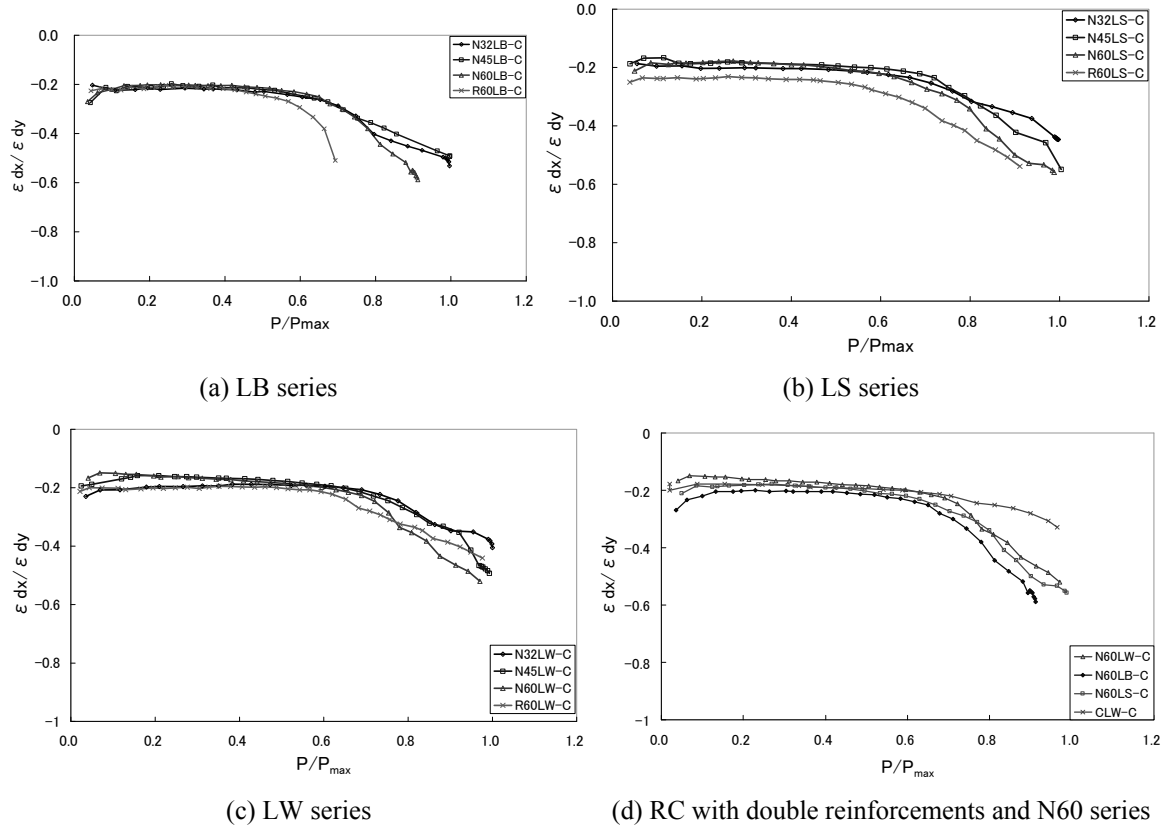 0
N32LB-C
N45LB-C
N60LB-C
R60LB-C
-0.2
-0.4
-0.6
-0.8
-1.0
ε dx/ε dy
0.0 0.2 0.4 0.6 0.8 1.0 1.2
P/Pmax
(a) LB series
0
N32LS-C
N45LS-C
N60LS-C
R60LS-C
-0.2
-0.4
-0.6
-0.8
-1.0
ε dx/ε dy
0.0 0.2 0.4 0.6 0.8 1.0 1.2
P/Pmax
(b) LS series
0
-0.2
-0.4
-0.6
-0.8
-1
ε dx/ε dy
N32LW-C
N45LW-C
N60LW-C
R60LW-C
0.0 0.2 0.4 0.6 0.8 1.0 1.2
P/Pmax
(c) LW series
0
-0.2
-0.4
-0.6
-0.8
-1
ε dx/ε dy
N60LW-C
N60LB-C
N60LS-C
CLW-C
0.0 0.2 0.4 0.6 0.8 1.0 1.2
P/Pmax
(d) RC with double reinforcements and N60 series